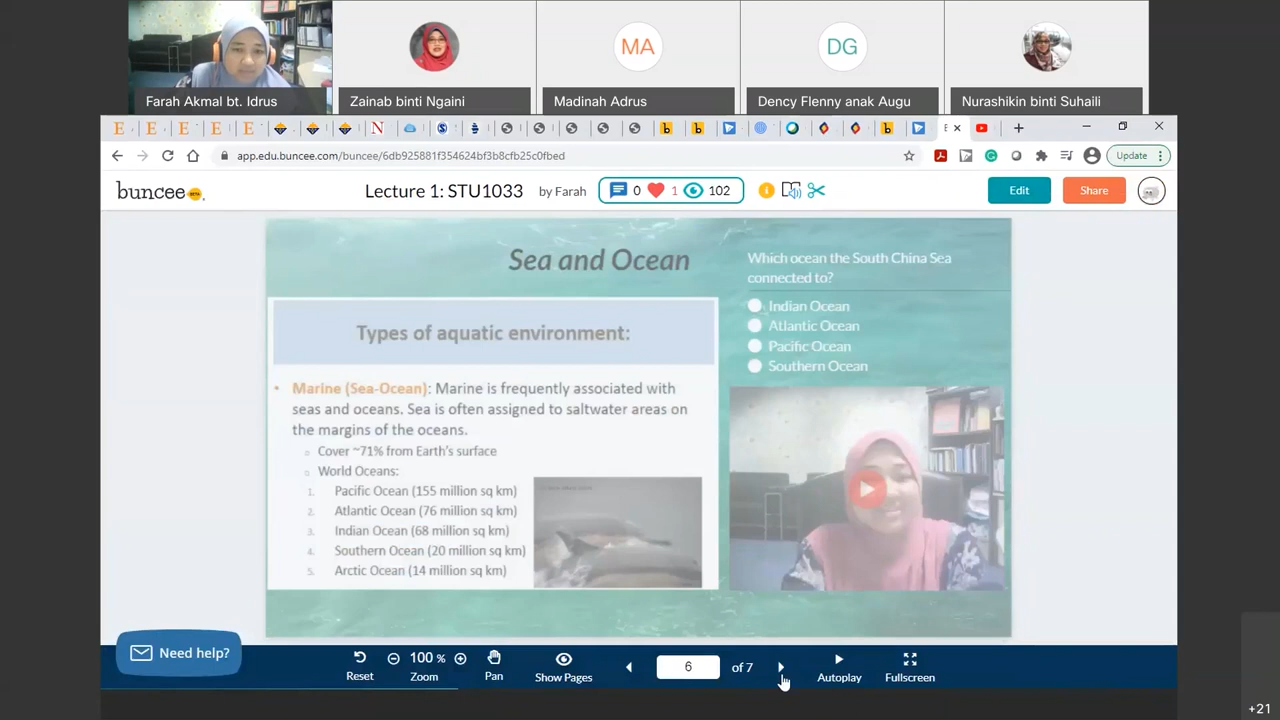 MA
DG
Farah Akmal bt. Idrus
Zainab binti Ngaini
Madinah Adrus
Dency Flenny anak Augu
Nurashikin binti Suhaili
app.edu.buncee.com/buncee/6db925881f354624bf3b8cfb25c0fbed
Update
buncee
Lecture 1: STU1033
by Farah
0
1
102
Edit
Share
Sea and Ocean
Types of aquatic environment:
• Marine (Sea-Ocean): Marine is frequently associated with
seas and oceans. Sea is often assigned to saltwater areas on
the margins of the oceans.
Cover ~71% from Earth's surface
World Oceans:
1. Pacific Ocean (155 million sq km)
2. Atlantic Ocean (76 million sq km)
3. Indian Ocean (68 million sq km)
4. Southern Ocean (20 million sq km)
5. Arctic Ocean (14 million sq km)
Which ocean the South China Sea
connected to?
Indian Ocean
Atlantic Ocean
Pacific Ocean
Southern Ocean
Need help?
Reset
100 %
Zoom
Pan
Show Pages
6
of 7
Autoplay
Fullscreen
+21